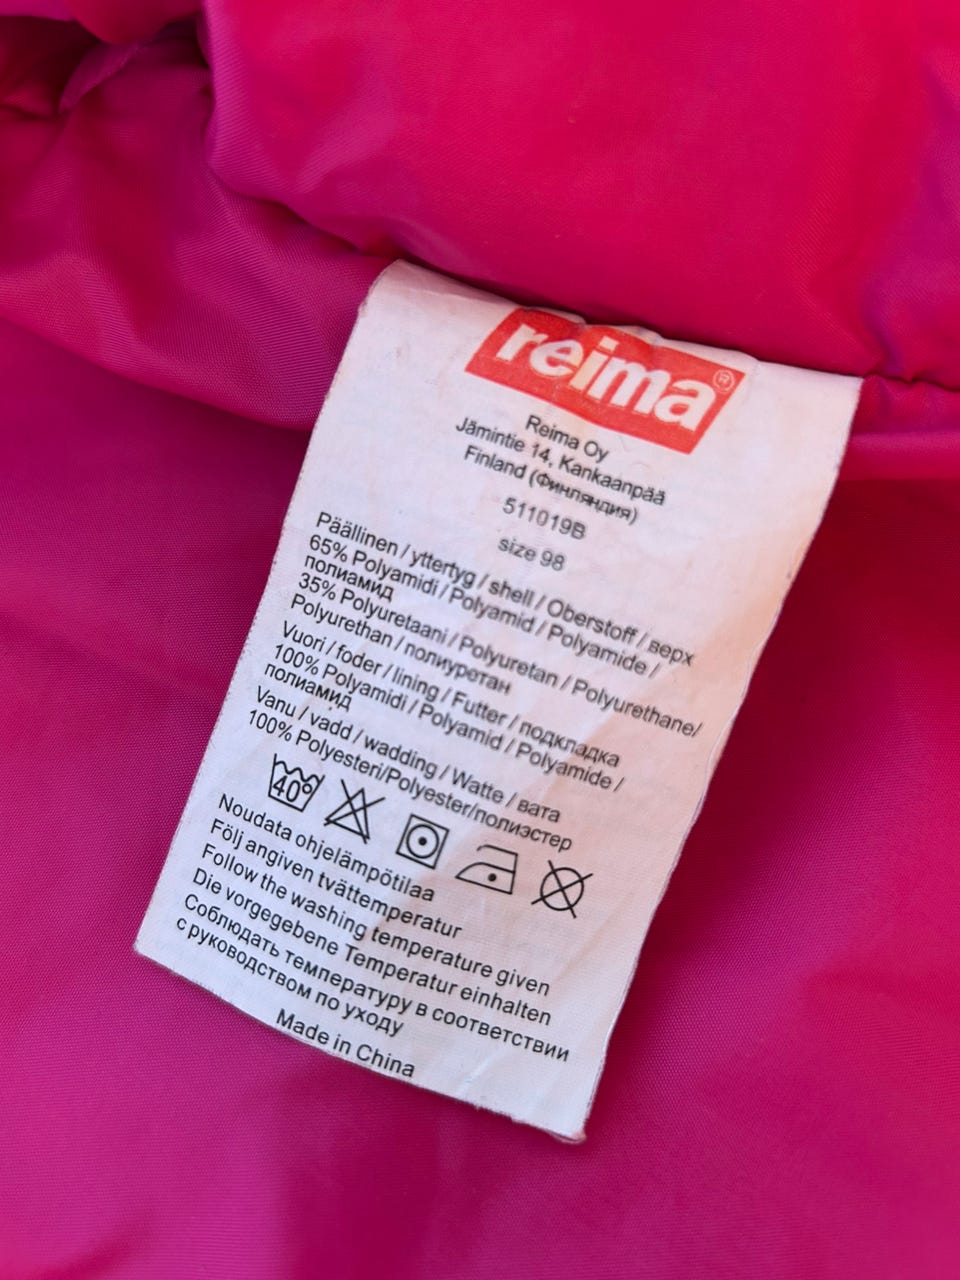 reima®
Reima Oy
Jämintie 14, Kankaanpää
Finland (Финляндия)
511019B
size 98
Päällinen / yttertyg / shell / Oberstoff / верх
65% Polyamidi / Polyamid / Polyamide /
полиамид
35% Polyuretaani / Polyuretan / Polyurethane/
Polyurethan / полиуретан
Vuori / foder / lining / Futter / подкладка
100% Polyamidi / Polyamid / Polyamide /
полиамид
Vanu / vadd / wadding / Watte / вата
100% Polyesteri/Polyester/полиэстер
40°
Noudata ohjelämpötilaa
Följ angiven tvättemperatur
Follow the washing temperature given
Die vorgegebene Temperatur einhalten
Соблюдать температуру в соответствии
с руководством по уходу
Made in China